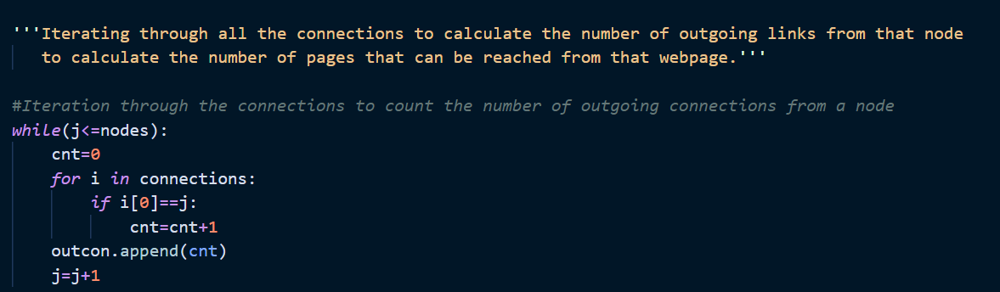 '''Iterating through all the connections to calculate the number of outgoing links from that node
   to calculate the number of pages that can be reached from that webpage.'''

#Iteration through the connections to count the number of outgoing connections from a node
while(j<=nodes):
    cnt=0
    for i in connections:
        if i[0]==j:
            cnt=cnt+1
    outcon.append(cnt)
    j=j+1